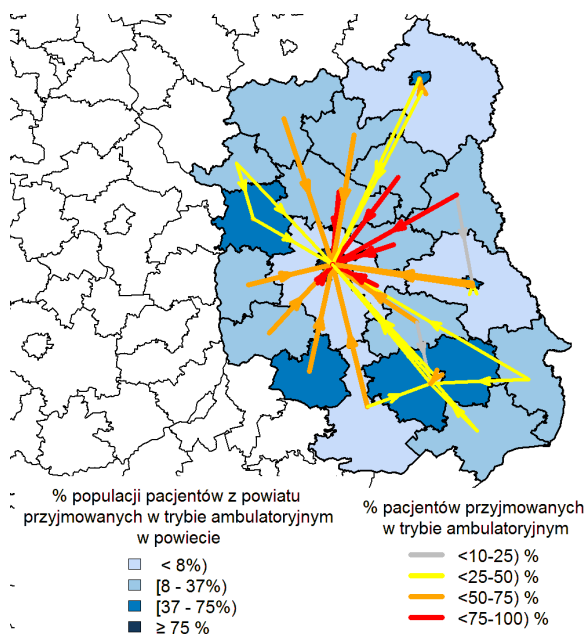 % populacji pacjentów z powiatu
przyjmowanych w trybie ambulatoryjnym
w powiecie
< 8%)
[8 - 37%)
[37 - 75%)
≥ 75 %
% pacjentów przyjmowanych
w trybie ambulatoryjnym
<10-25) %
<25-50) %
<50-75) %
<75-100) %